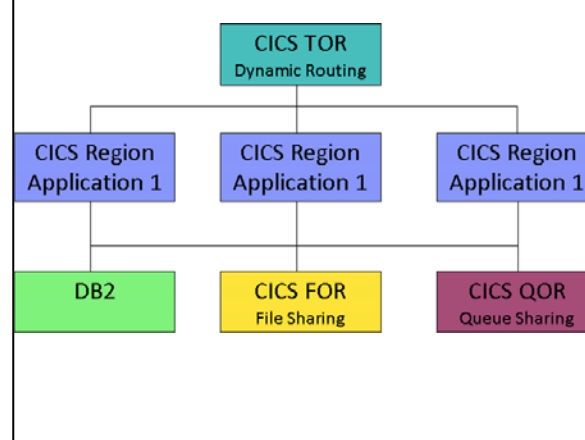 CICS TOR
Dynamic Routing
CICS Region
Application 1
CICS Region
Application 1
CICS Region
Application 1
DB2
CICS FOR
File Sharing
CICS QOR
Queue Sharing